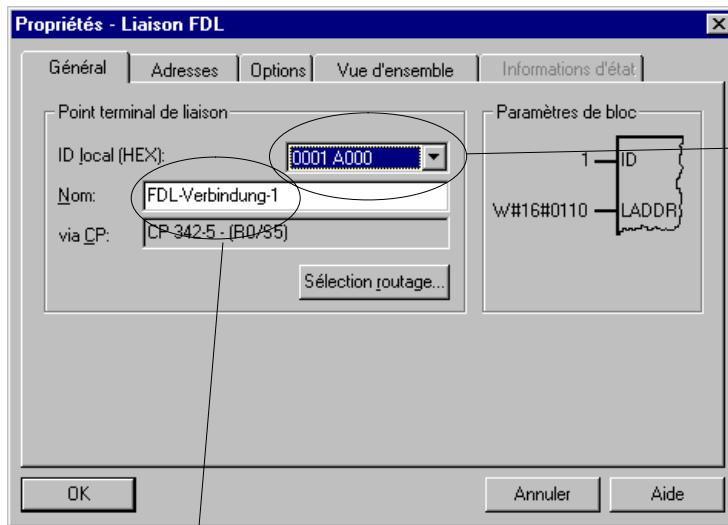 Propriétés - Liaison FDL
Général
Adresses
Options
Vue d'ensemble
Informations d'état
Point terminal de liaison
ID local (HEX):
0001 A000
Nom:
FDL-Verbindung-1
via CP:
CP 342-5 - (R0/S5)
Sélection routage...
Paramètres de bloc
1
ID
W#16#0110
LADDR
OK
Annuler
Aide